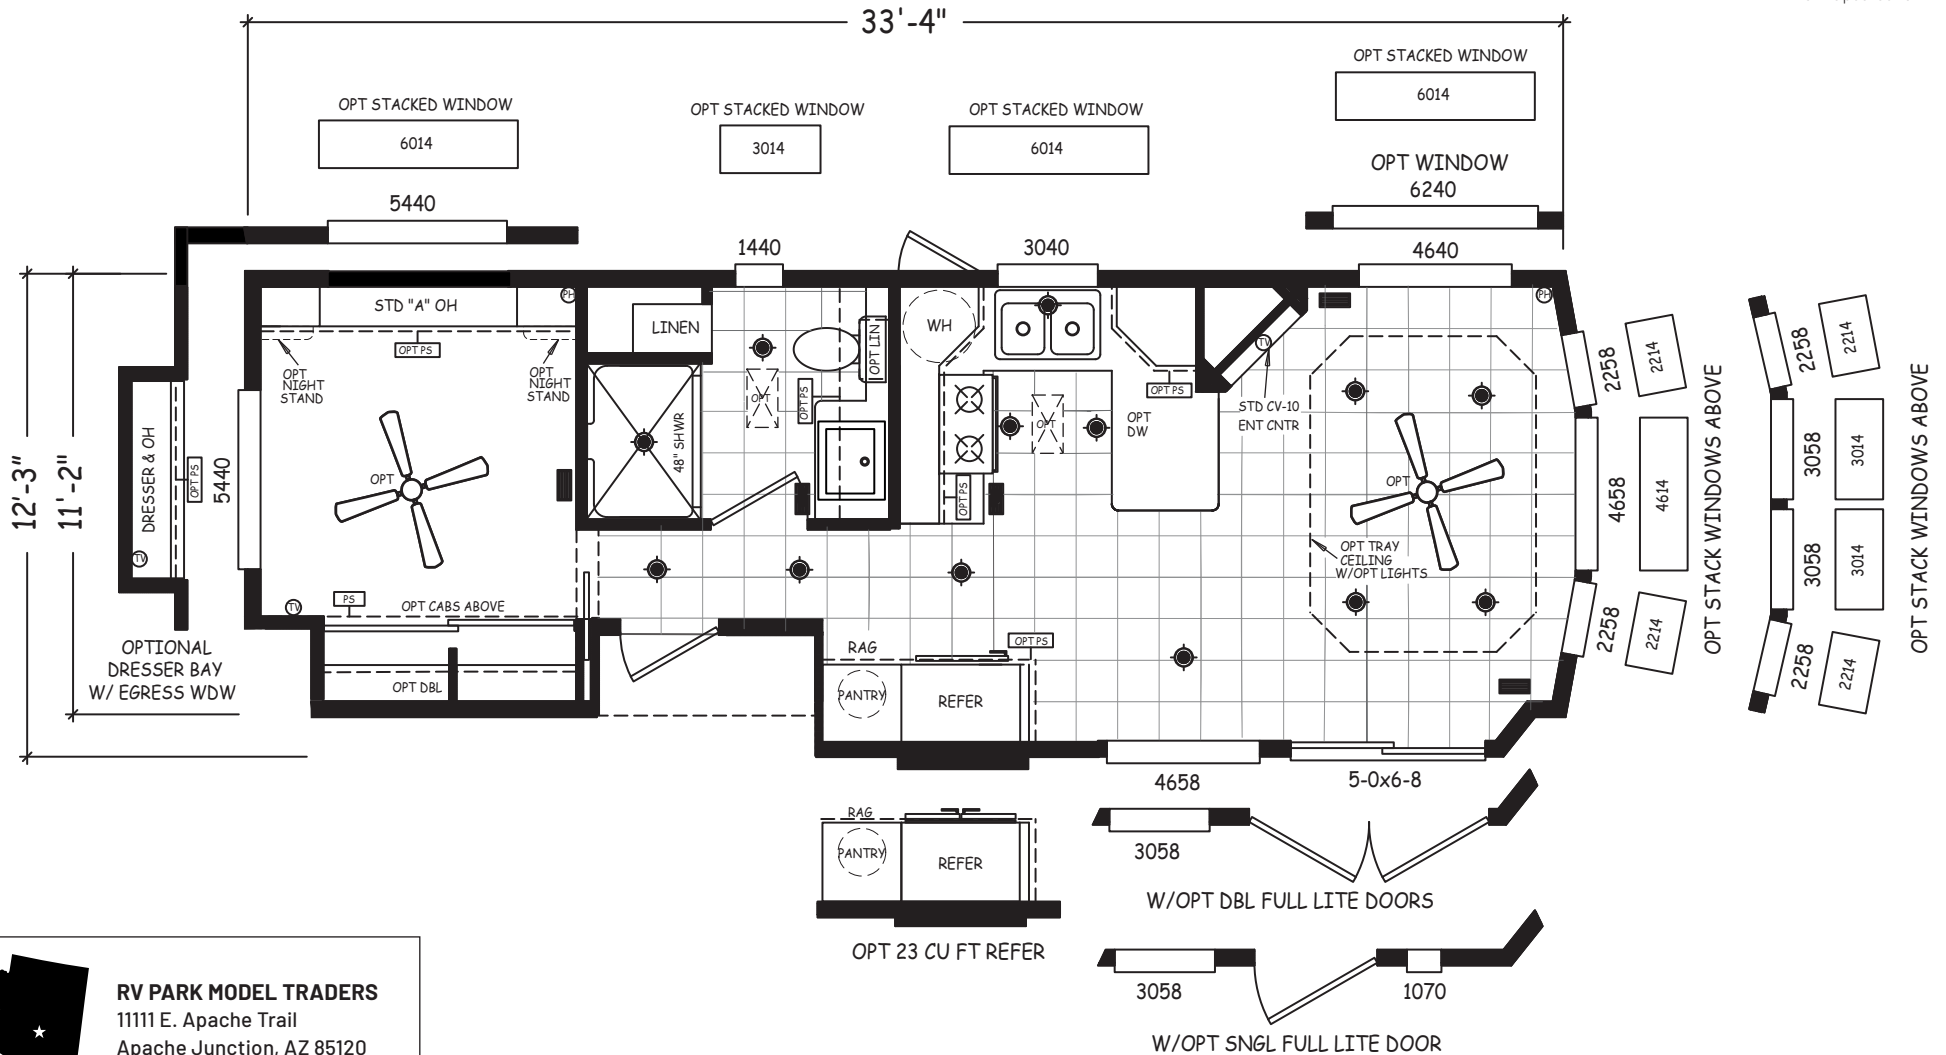 33'-4"
OPT STACKED WINDOW
6014
OPT STACKED WINDOW
6014
OPT STACKED WINDOW
3014
OPT STACKED WINDOW
6014
OPT WINDOW
6240
5440
1440
3040
4640
12'-3"
11'-2"
STD "A" OH
PH
OPT PS
OPT
NIGHT
STAND
OPT
NIGHT
STAND
DRESSER & OH
OPT PS
TV
5440
OPT
TV
PS
OPT CABS ABOVE
OPT DBL
OPTIONAL
DRESSER BAY
W/ EGRESS WDW
LINEN
48" SHWR
OPT
OPT PS
OPT LIN
WH
OPT PS
OPT
OPT
DW
OPT PS
TV
STD CV-10
ENT CNTR
PH
OPT
OPT TRAY
CEILING
W/OPT LIGHTS
RAG
OPT PS
PANTRY
REFER
2258
2214
4658
4614
2258
2214
OPT STACK WINDOWS ABOVE
2258
2214
3058
3014
3058
3014
2258
2214
OPT STACK WINDOWS ABOVE
4658
5-0x6-8
RAG
PANTRY
REFER
OPT 23 CU FT REFER
3058
W/OPT DBL FULL LITE DOORS
3058
1070
W/OPT SNGL FULL LITE DOOR
RV PARK MODEL TRADERS
11111 E. Apache Trail
Apache Junction, AZ 85120